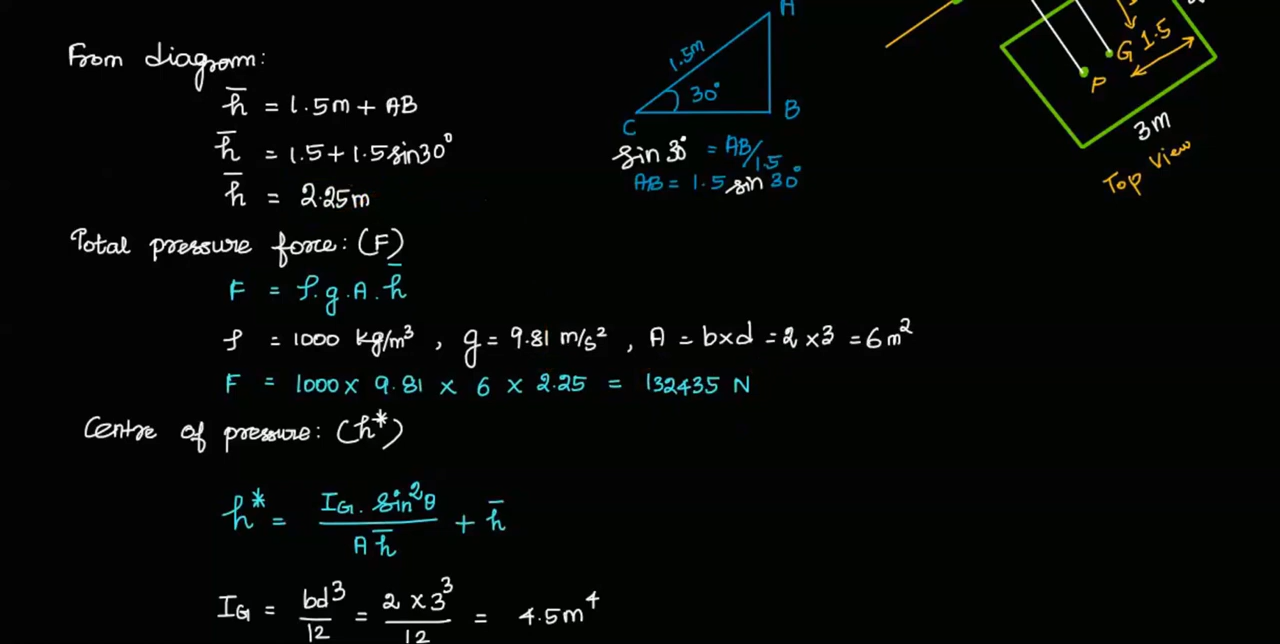 From diagram:
h̄ = 1.5m + AB
h̄ = 1.5 + 1.5 sin30°
h̄ = 2.25m
A
1.5m
30°
C
B
sin 30° = AB/1.5
AB = 1.5 sin 30°
G
1.5
P
3m
Top View
Total pressure force: (F)
F = ρ.g.A.h̄
ρ = 1000 kg/m³, g = 9.81 m/s², A = b×d = 2×3 = 6m²
F = 1000 × 9.81 × 6 × 2.25 = 132435 N
Centre of pressure: (h*)
h* = IG. sin²θ / A h̄ + h̄
IG = bd³/12 = 2 × 3³/12 = 4.5m⁴